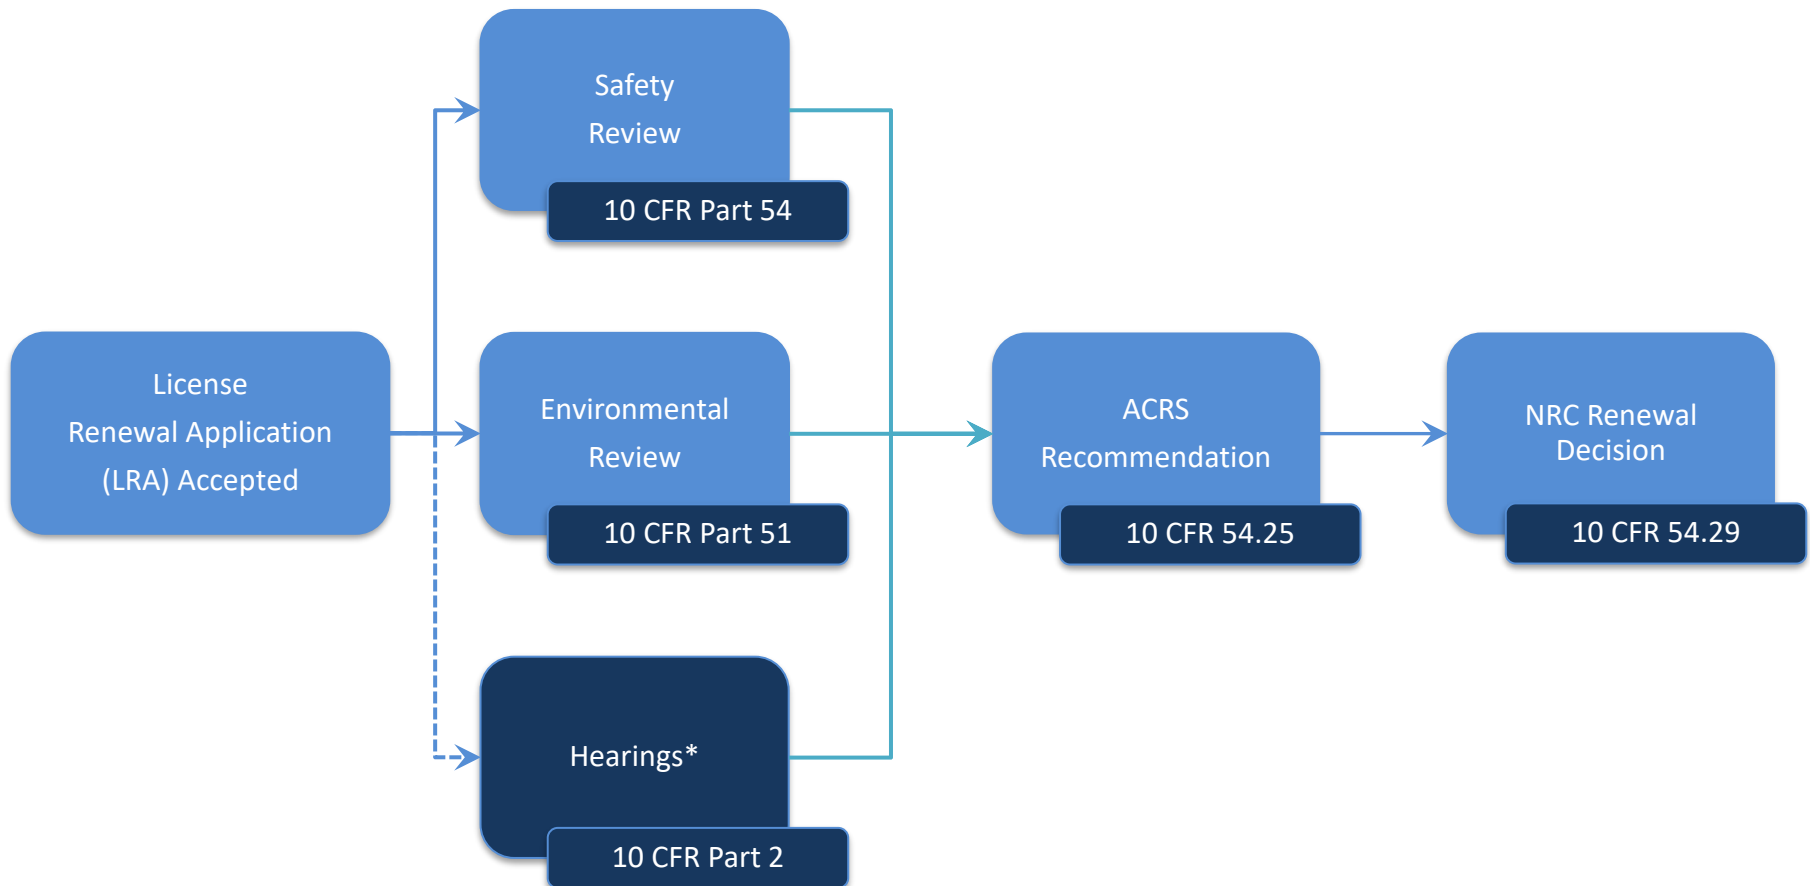 Safety
Review
10 CFR Part 54
License
Renewal Application
(LRA) Accepted
Environmental
Review
10 CFR Part 51
ACRS
Recommendation
10 CFR 54.25
NRC Renewal
Decision
10 CFR 54.29
Hearings*
10 CFR Part 2